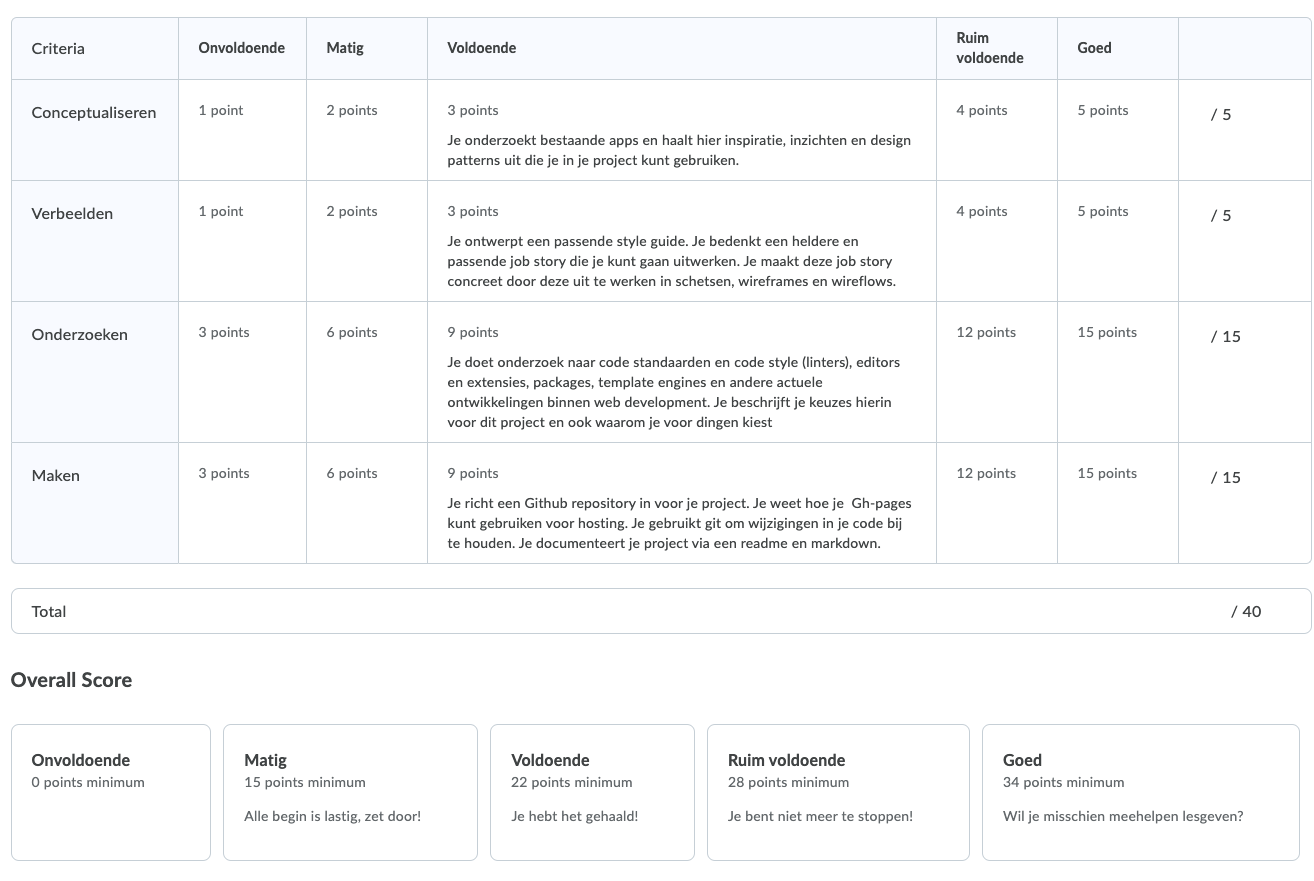 Criteria
Onvoldoende
Matig
Voldoende
Ruim
voldoende
Goed
Conceptualiseren
1 point
2 points
3 points
Je onderzoekt bestaande apps en haalt hier inspiratie, inzichten en design
patterns uit die je in je project kunt gebruiken.
4 points
5 points
/ 5
Verbeelden
1 point
2 points
3 points
Je ontwerpt een passende style guide. Je bedenkt een heldere en
passende job story die je kunt gaan uitwerken. Je maakt deze job story
concreet door deze uit te werken in schetsen, wireframes en wireflows.
4 points
5 points
/ 5
Onderzoeken
3 points
6 points
9 points
Je doet onderzoek naar code standaarden en code style (linters), editors
en extensies, packages, template engines en andere actuele
ontwikkelingen binnen web development. Je beschrijft je keuzes hierin
voor dit project en ook waarom je voor dingen kiest
12 points
15 points
/ 15
Maken
3 points
6 points
9 points
Je richt een Github repository in voor je project. Je weet hoe je  Gh-pages
kunt gebruiken voor hosting. Je gebruikt git om wijzigingen in je code bij
te houden. Je documenteert je project via een readme en markdown.
12 points
15 points
/ 15
Total
/ 40
Overall Score
Onvoldoende
0 points minimum
Matig
15 points minimum
Alle begin is lastig, zet door!
Voldoende
22 points minimum
Je hebt het gehaald!
Ruim voldoende
28 points minimum
Je bent niet meer te stoppen!
Goed
34 points minimum
Wil je misschien meehelpen lesgeven?